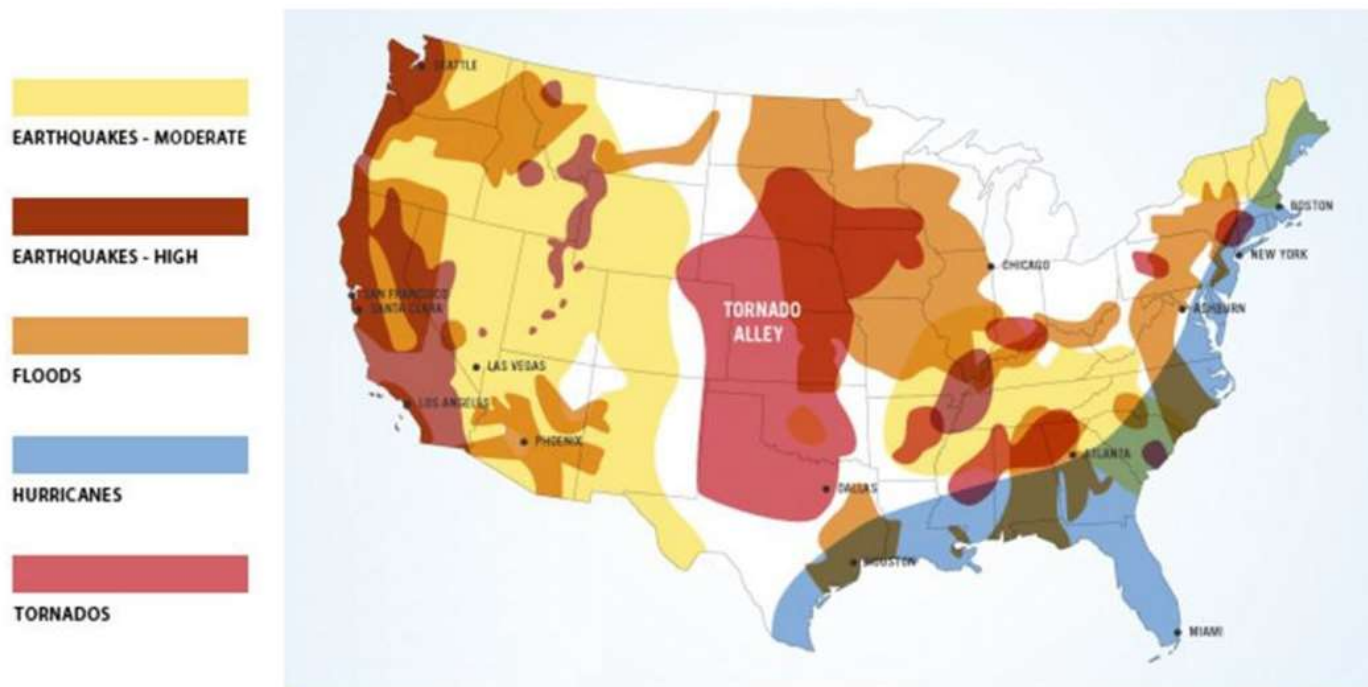 EARTHQUAKES - MODERATE
EARTHQUAKES - HIGH
FLOODS
HURRICANES
TORNADOS
SEATTLE
BOSTON
NEW YORK
CHICAGO
TORNADO
ALLEY
SAN FRANCISCO
SANTA CLARA
ASHBURN
LAS VEGAS
LOS ANGELES
PHOENIX
ATLANTA
DALLAS
HOUSTON
MIAMI